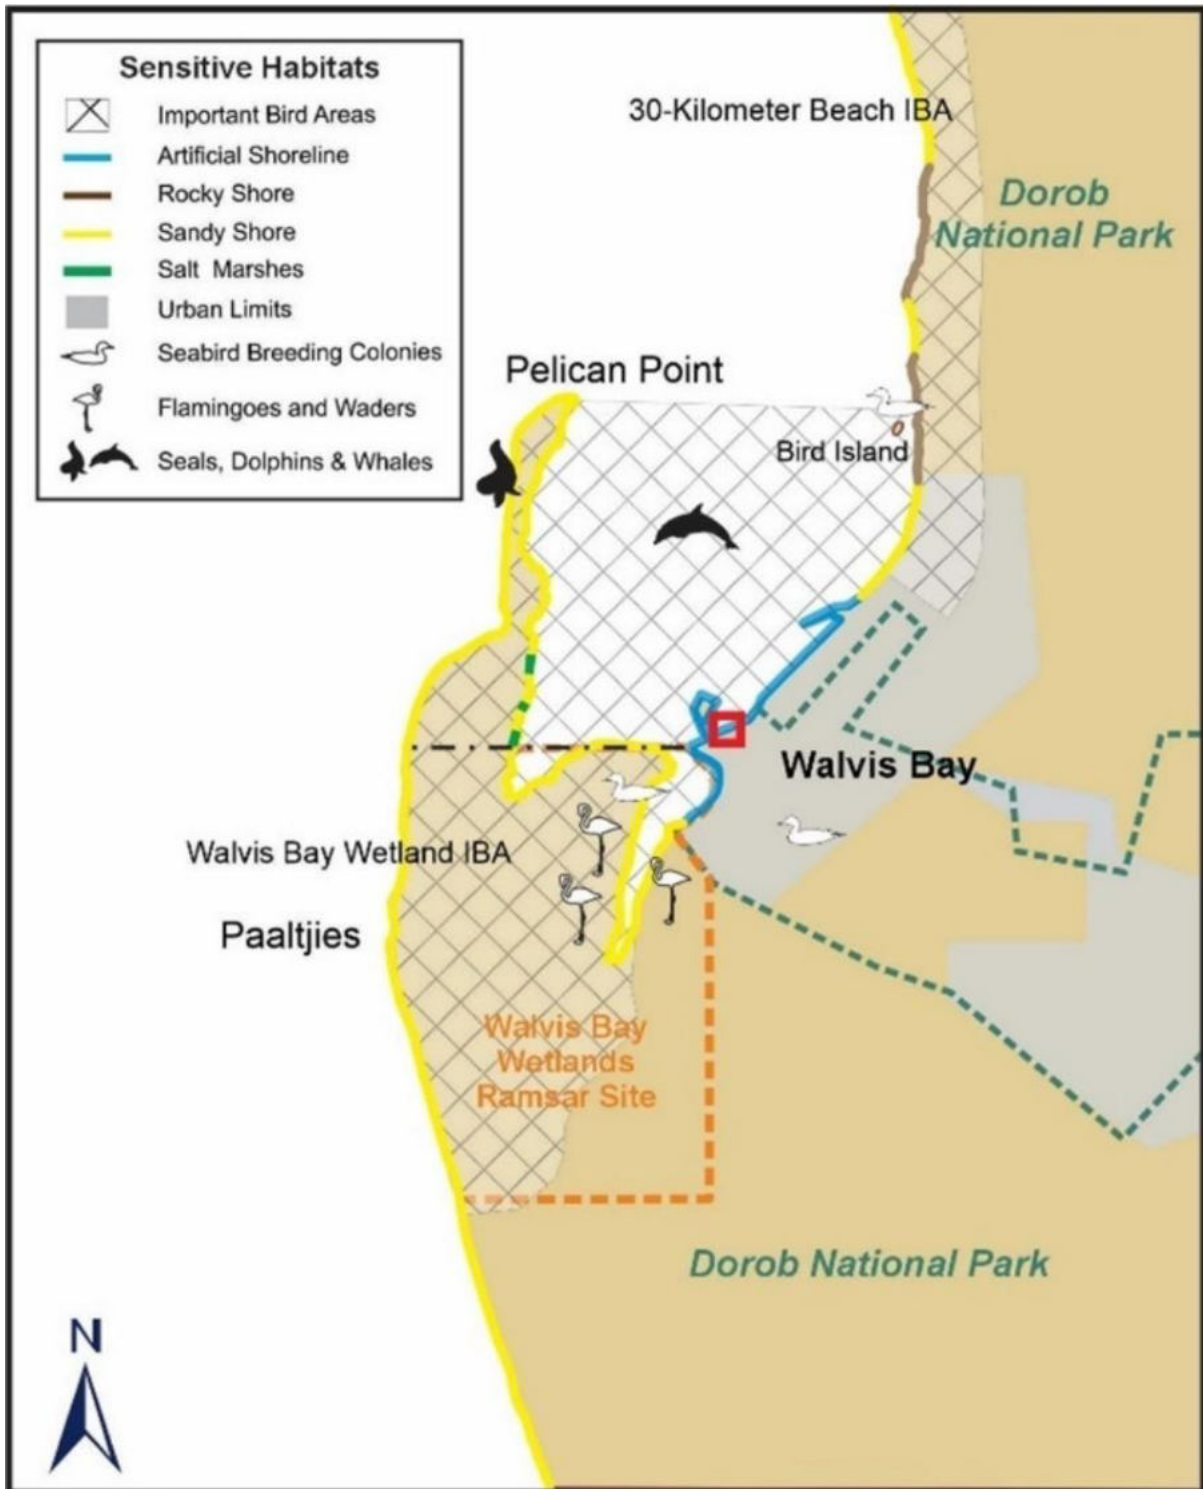 Sensitive Habitats
Important Bird Areas
Artificial Shoreline
Rocky Shore
Sandy Shore
Salt Marshes
Urban Limits
Seabird Breeding Colonies
Flamingoes and Waders
Seals, Dolphins & Whales
30-Kilometer Beach IBA
Dorob
National Park
Pelican Point
Bird Island
Walvis Bay
Walvis Bay Wetland IBA
Paaltjies
Walvis Bay
Wetlands
Ramsar Site
Dorob National Park
N